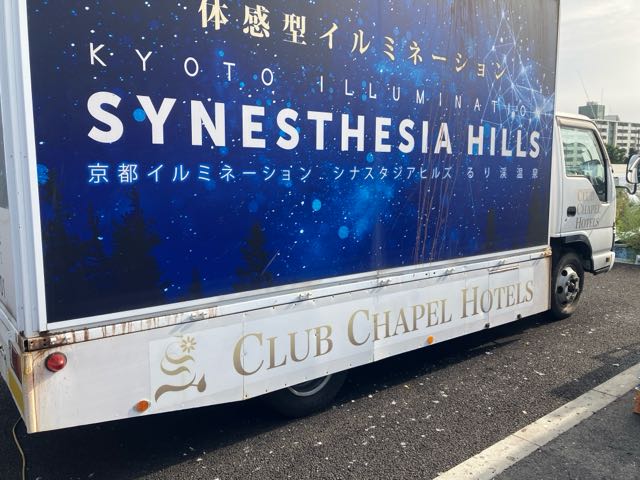 体感型イルミネーション
KYOTO ILLUMINATIO
SYNESTHESIA HILLS
京都イルミネーション シナスタジアヒルズ るり渓温泉
CLUB
CHAPEL
HOTELS
CLUB CHAPEL HOTELS